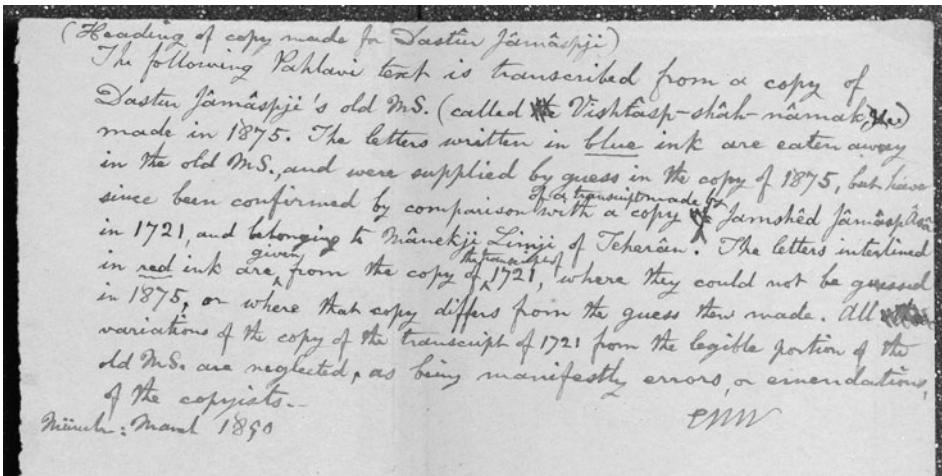 (Heading of copy made for Dastûr Jâmâspji)
The following Pahlavi text is transcribed from a copy of
Dastur Jâmâspji's old MS. (called the Vishtâsp-shâh-nâmak,
made in 1875. The letters written in blue ink are eaten away
in the old MS., and were supplied by guess in the copy of 1875, but have
since been confirmed by comparison with a copy of a transcript made by Jamshêd Jâmâsp
in 1721, and belonging to Mânekji Limji of Teherân. The letters interlined
in red ink are given from the copy of the transcript of 1721, where they could not be guessed
in 1875, or where that copy differs from the guess then made. All
variations of the copy of the transcript of 1721 from the legible portion of the
old MS. are neglected, as being manifestly errors, or emendations,
of the copyists.
Münich: March 1890
EWW